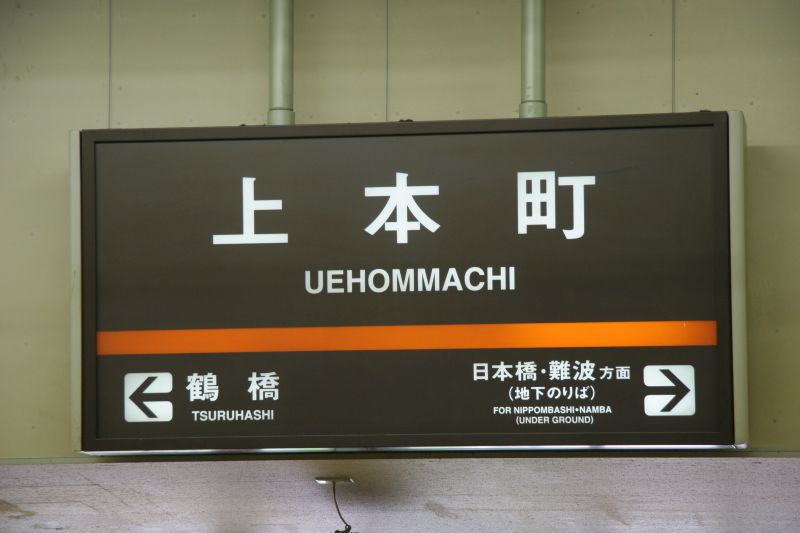 上本町
UEHOMMACHI
鶴橋
TSURUHASHI
日本橋・難波方面
(地下のりば)
FOR NIPPOMBASHI•NAMBA
(UNDER GROUND)